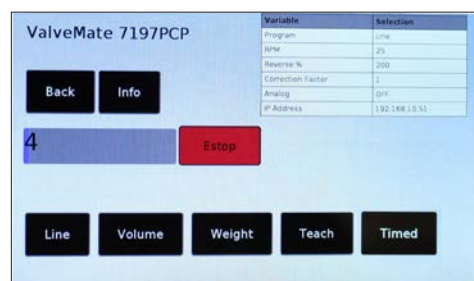 ValveMate 7197PCP
Variable Selection
Program Line
RPM 25
Reverse % 200
Correction Factor 1
Analog OFF
IP Address 192.168.10.51
Back Info
4 Estop
Line Volume Weight Teach Timed